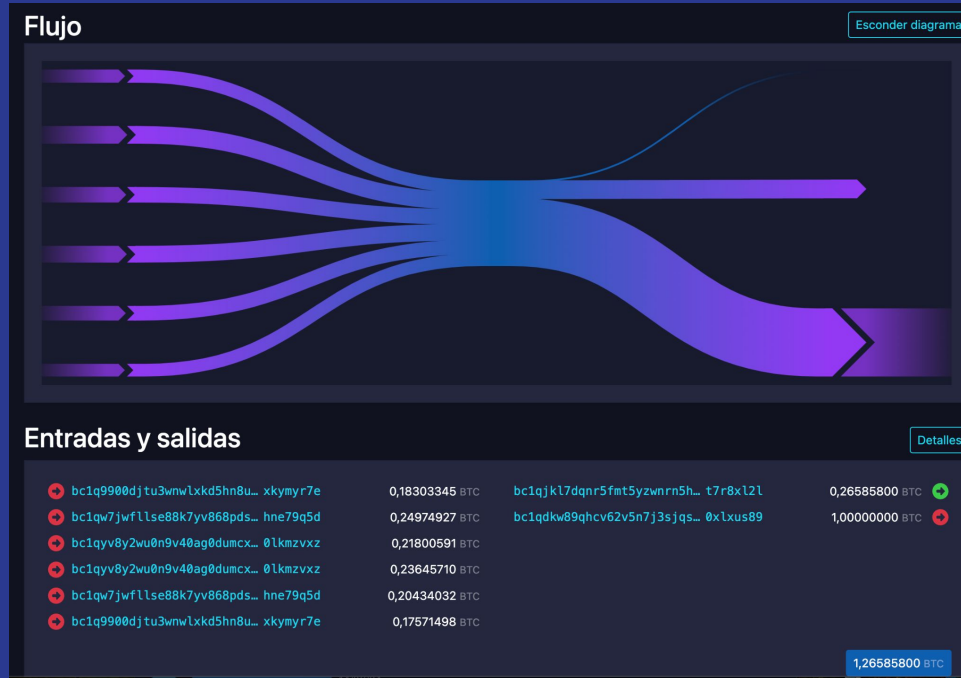 Flujo
Esconder diagrama
Entradas y salidas
Detalles
bc1q9900djtu3wnwlxkd5hn8u… xkymyr7e 0,18303345 BTC bc1qjkl7dqnr5fmt5yzwnrn5h… t7r8xl2l 0,26585800 BTC
bc1qw7jwfllse88k7yv868pds… hne79q5d 0,24974927 BTC bc1qdkw89qhcv62v5n7j3sjqs… 0xlxus89 1,00000000 BTC
bc1qyv8y2wu0n9v40ag0dumcx… 0lkmzvxz 0,21800591 BTC
bc1qyv8y2wu0n9v40ag0dumcx… 0lkmzvxz 0,23645710 BTC
bc1qw7jwfllse88k7yv868pds… hne79q5d 0,20434032 BTC
bc1q9900djtu3wnwlxkd5hn8u… xkymyr7e 0,17571498 BTC
1,26585800 BTC